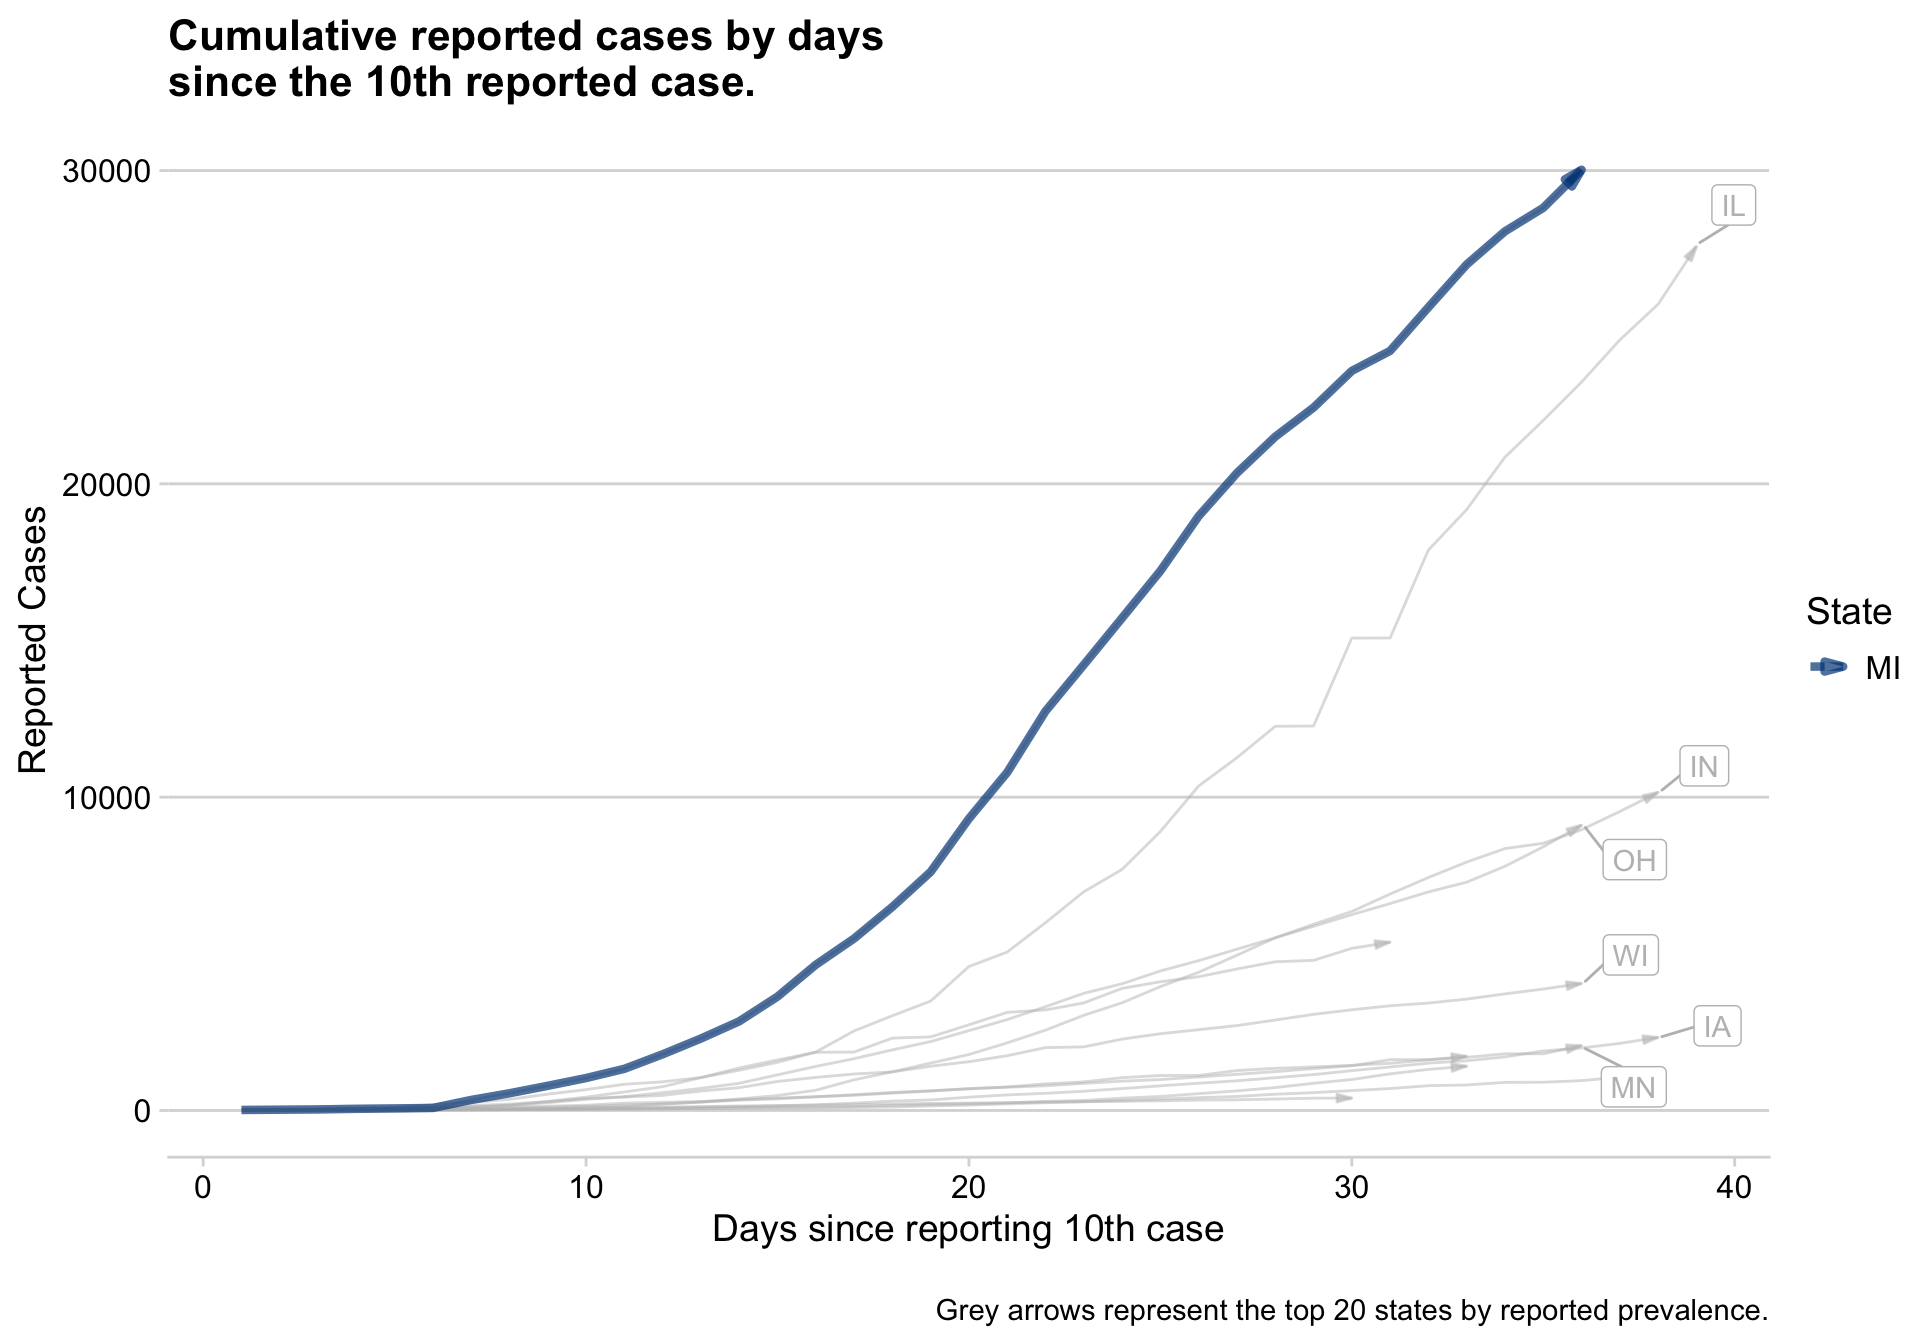 Cumulative reported cases by days
since the 10th reported case.
30000
20000
10000
0
Reported Cases
IL
IN
OH
WI
IA
MN
State
MI
0 10 20 30 40
Days since reporting 10th case
Grey arrows represent the top 20 states by reported prevalence.